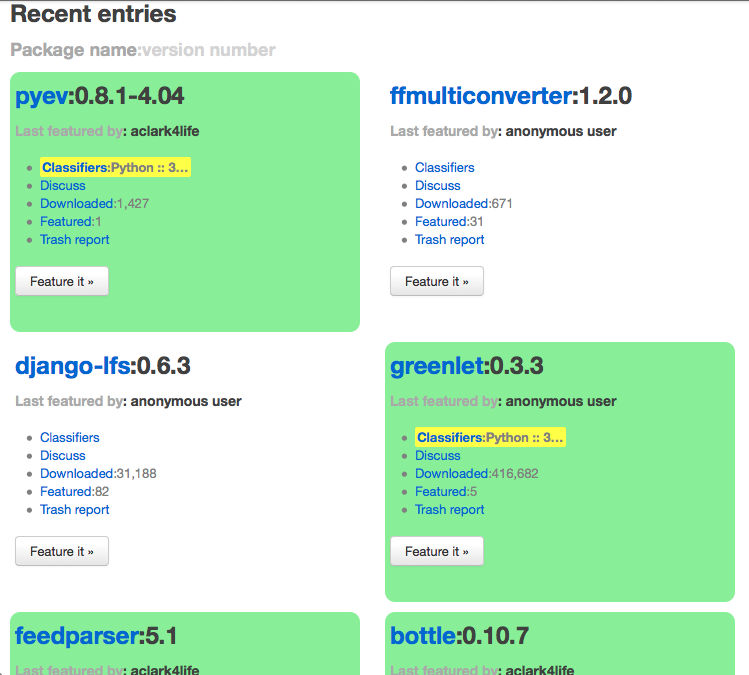 Recent entries
Package name:version number
pyev:0.8.1-4.04
Last featured by: aclark4life
Classifiers:Python :: 3...
Discuss
Downloaded:1,427
Featured:1
Trash report
Feature it »
ffmulticonverter:1.2.0
Last featured by: anonymous user
Classifiers
Discuss
Downloaded:671
Featured:31
Trash report
Feature it »
django-lfs:0.6.3
Last featured by: anonymous user
Classifiers
Discuss
Downloaded:31,188
Featured:82
Trash report
Feature it »
greenlet:0.3.3
Last featured by: anonymous user
Classifiers:Python :: 3...
Discuss
Downloaded:416,682
Featured:5
Trash report
Feature it »
feedparser:5.1
Last featured by: aclark4life
bottle:0.10.7
Last featured by: aclark4life